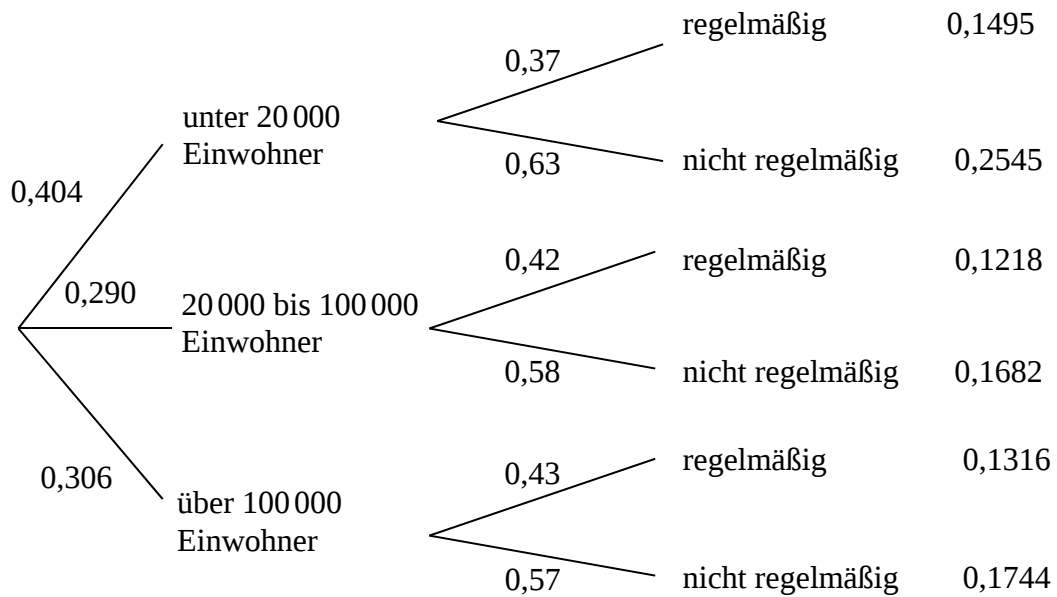 regelmäßig 0,1495
0,37
unter 20 000
Einwohner
0,63
nicht regelmäßig 0,2545
0,404
0,42
regelmäßig 0,1218
0,290
20 000 bis 100 000
Einwohner
0,58
nicht regelmäßig 0,1682
0,306
0,43
regelmäßig 0,1316
über 100 000
Einwohner
0,57
nicht regelmäßig 0,1744